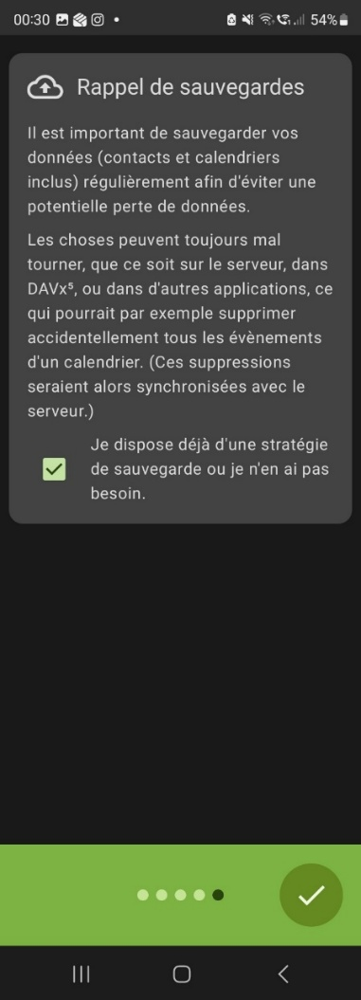 00:30
54%
Rappel de sauvegardes
Il est important de sauvegarder vos
données (contacts et calendriers
inclus) régulièrement afin d'éviter une
potentielle perte de données.
Les choses peuvent toujours mal
tourner, que ce soit sur le serveur, dans
DAVx⁵, ou dans d'autres applications, ce
qui pourrait par exemple supprimer
accidentellement tous les évènements
d'un calendrier. (Ces suppressions
seraient alors synchronisées avec le
serveur.)
Je dispose déjà d'une stratégie
de sauvegarde ou je n'en ai pas
besoin.